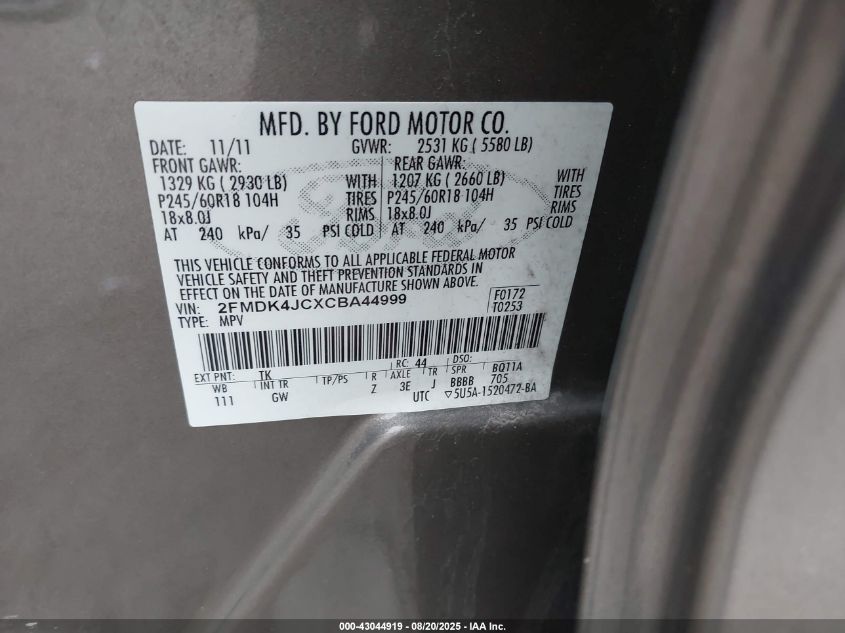 MFD. BY FORD MOTOR CO.
DATE: 11/11 GVWR: 2531 KG ( 5580 LB)
FRONT GAWR: REAR GAWR:
1329 KG ( 2930 LB) WITH 1207 KG ( 2660 LB) WITH
P245/60R18 104H TIRES P245/60R18 104H TIRES
18x8.0J RIMS 18x8.0J RIMS
AT 240 kPa/ 35 PSI COLD AT 240 kPa/ 35 PSI COLD
THIS VEHICLE CONFORMS TO ALL APPLICABLE FEDERAL MOTOR
VEHICLE SAFETY AND THEFT PREVENTION STANDARDS IN
EFFECT ON THE DATE OF MANUFACTURE SHOWN ABOVE.
VIN: 2FMDK4JCXCBA44999 F0172
TYPE: MPV T0253
EXT PNT: TK RC: 44 DSO:
WB INT TR TP/PS R AXLE TR SPR BQ11A
111 GW Z 3E J BBBB 705
UTC ▽5U5A-1520472-BA
Ford
000-43044919 - 08/20/2025 - IAA Inc.